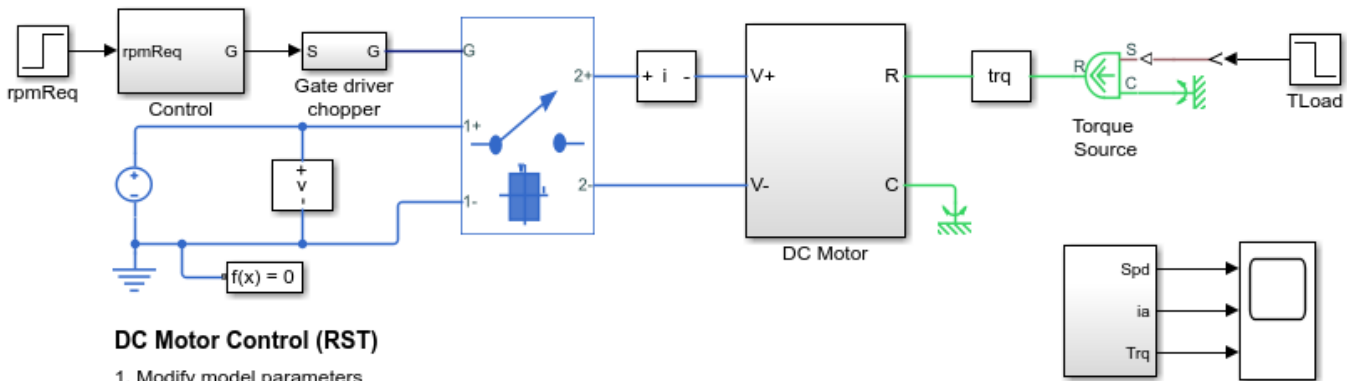 rpmReq
rpmReq G
Control
S G
Gate driver
chopper
G
1+
1-
2+
2-
+ v -
f(x) = 0
+ i -
V+
V-
R
C
DC Motor
trq
R
S
C
Torque
Source
TLoad
Spd
ia
Trq
DC Motor Control (RST)
1. Modify model parameters